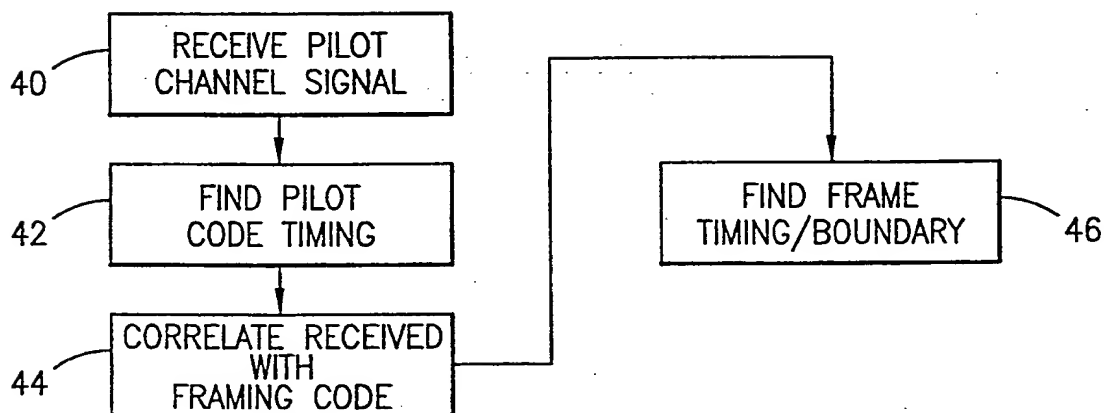 40
RECEIVE PILOT
CHANNEL SIGNAL
42
FIND PILOT
CODE TIMING
44
CORRELATE RECEIVED
WITH
FRAMING CODE
FIND FRAME
TIMING/BOUNDARY
46